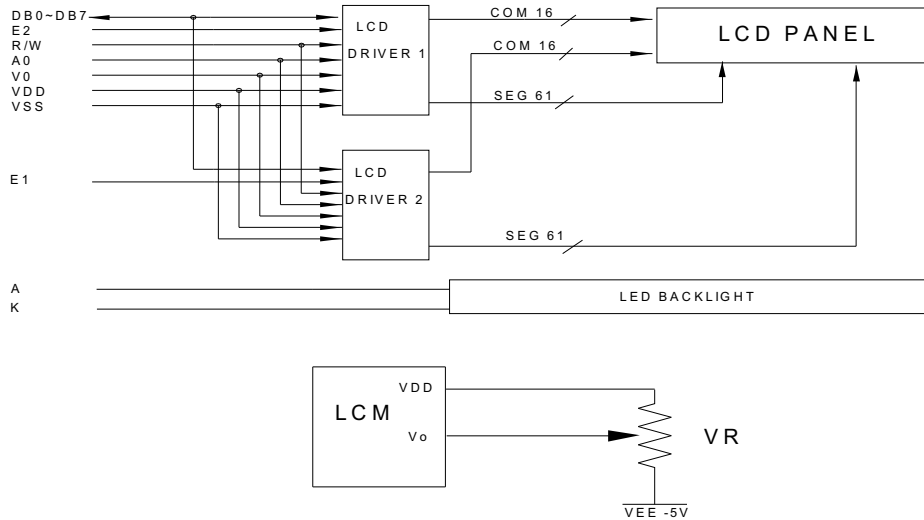 DB0~DB7
E2
R/W
A0
V0
VDD
VSS
E1
LCD
DRIVER 1
COM 16
COM 16
SEG 61
LCD PANEL
LCD
DRIVER 2
SEG 61
A
K
LED BACKLIGHT
LCM
VDD
Vo
VR
VEE -5V